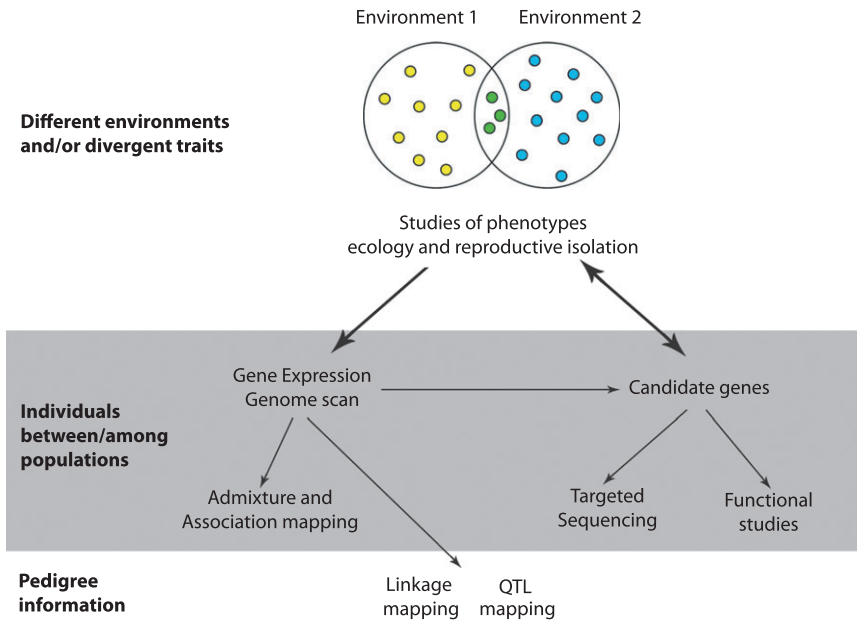 Environment 1
Environment 2
Different environments
and/or divergent traits
Studies of phenotypes
ecology and reproductive isolation
Gene Expression
Genome scan
Candidate genes
Individuals
between/among
populations
Admixture and
Association mapping
Targeted
Sequencing
Functional
studies
Pedigree
information
Linkage
mapping
QTL
mapping